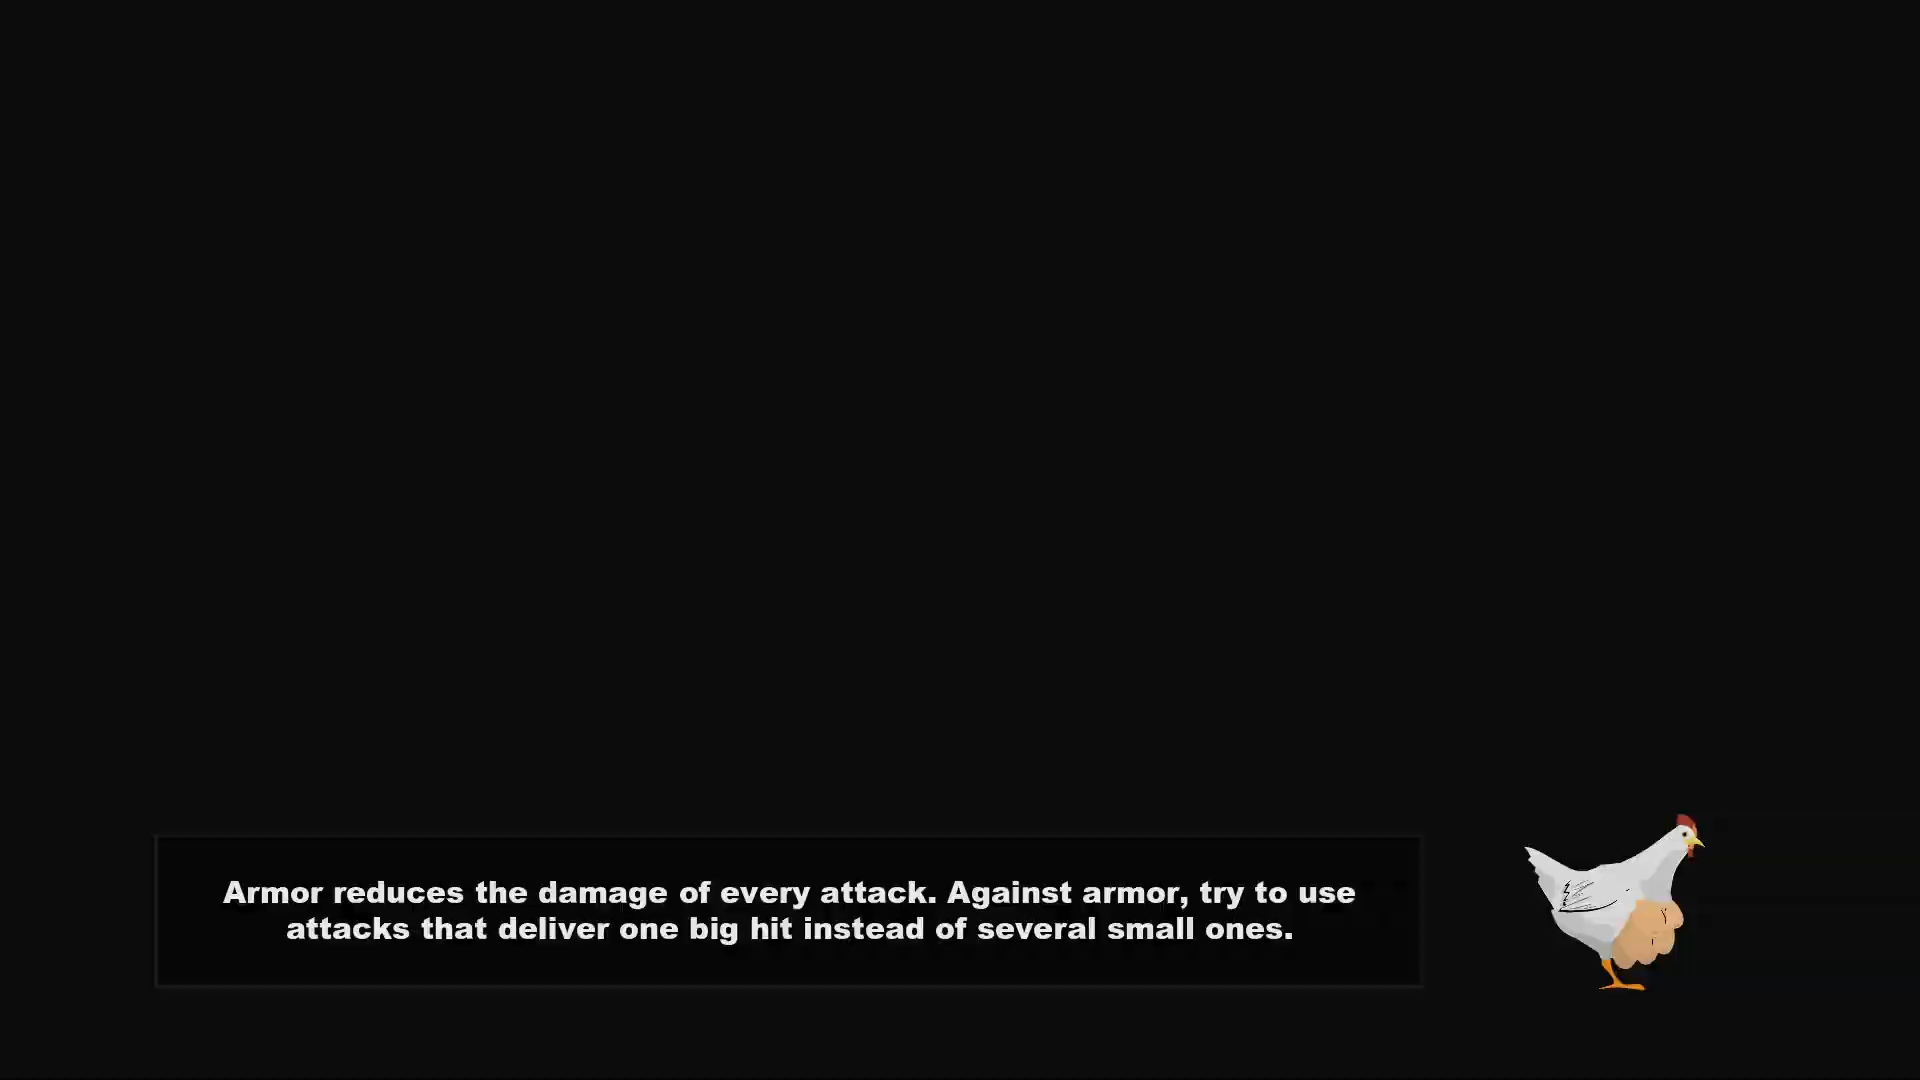 Armor reduces the damage of every attack. Against armor, try to use
attacks that deliver one big hit instead of several small ones.